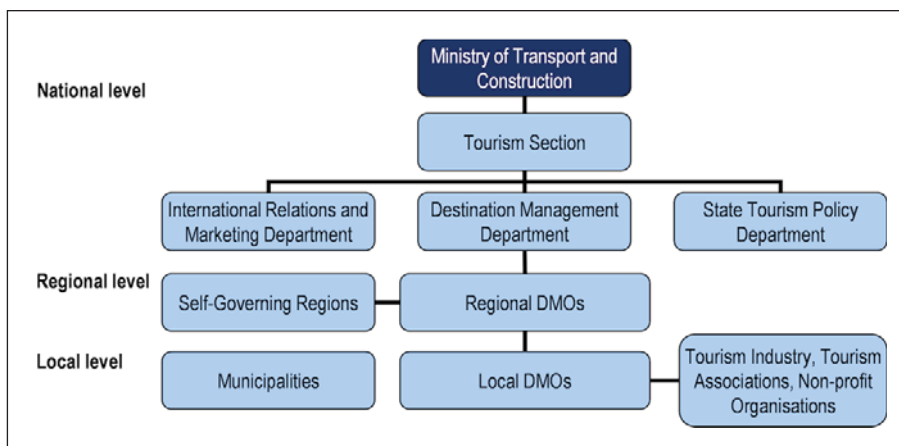 Ministry of Transport and
Construction
National level
Tourism Section
International Relations and
Marketing Department
Destination Management
Department
State Tourism Policy
Department
Regional level
Self-Governing Regions
Regional DMOs
Local level
Municipalities
Local DMOs
Tourism Industry, Tourism
Associations, Non-profit
Organisations